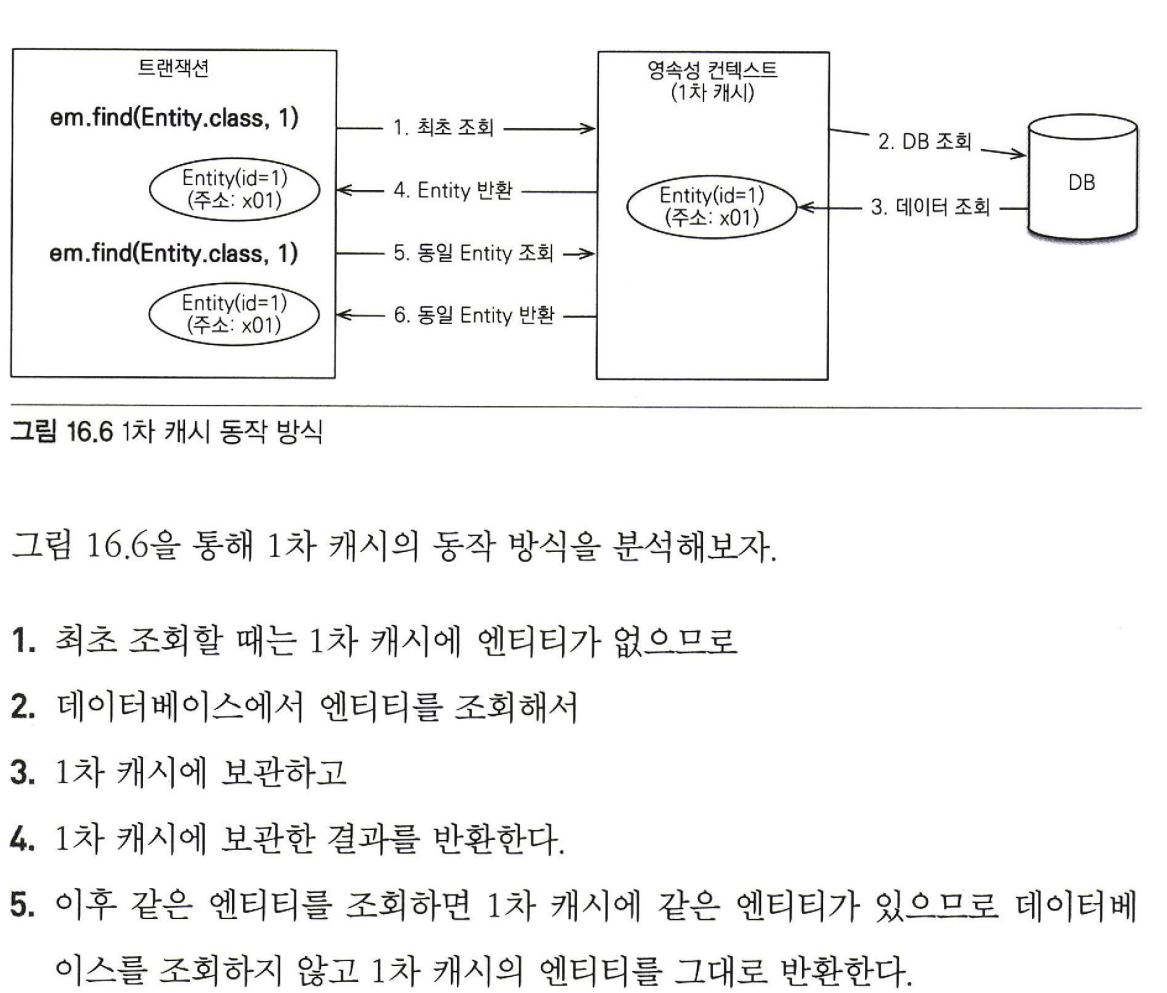 트랜잭션
영속성 컨텍스트
(1차 캐시)
em.find(Entity.class, 1)
1. 최초 조회
2. DB 조회
DB
Entity(id=1)
(주소: x01)
4. Entity 반환
Entity(id=1)
(주소: x01)
3. 데이터 조회
em.find(Entity.class, 1)
5. 동일 Entity 조회
Entity(id=1)
(주소: x01)
6. 동일 Entity 반환
그림 16.6 1차 캐시 동작 방식
그림 16.6을 통해 1차 캐시의 동작 방식을 분석해보자.
1. 최초 조회할 때는 1차 캐시에 엔티티가 없으므로
2. 데이터베이스에서 엔티티를 조회해서
3. 1차 캐시에 보관하고
4. 1차 캐시에 보관한 결과를 반환한다.
5. 이후 같은 엔티티를 조회하면 1차 캐시에 같은 엔티티가 있으므로 데이터베
이스를 조회하지 않고 1차 캐시의 엔티티를 그대로 반환한다.